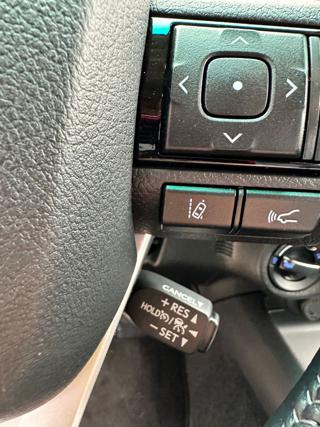 CANCEL
+ RES
HOLD
- SET